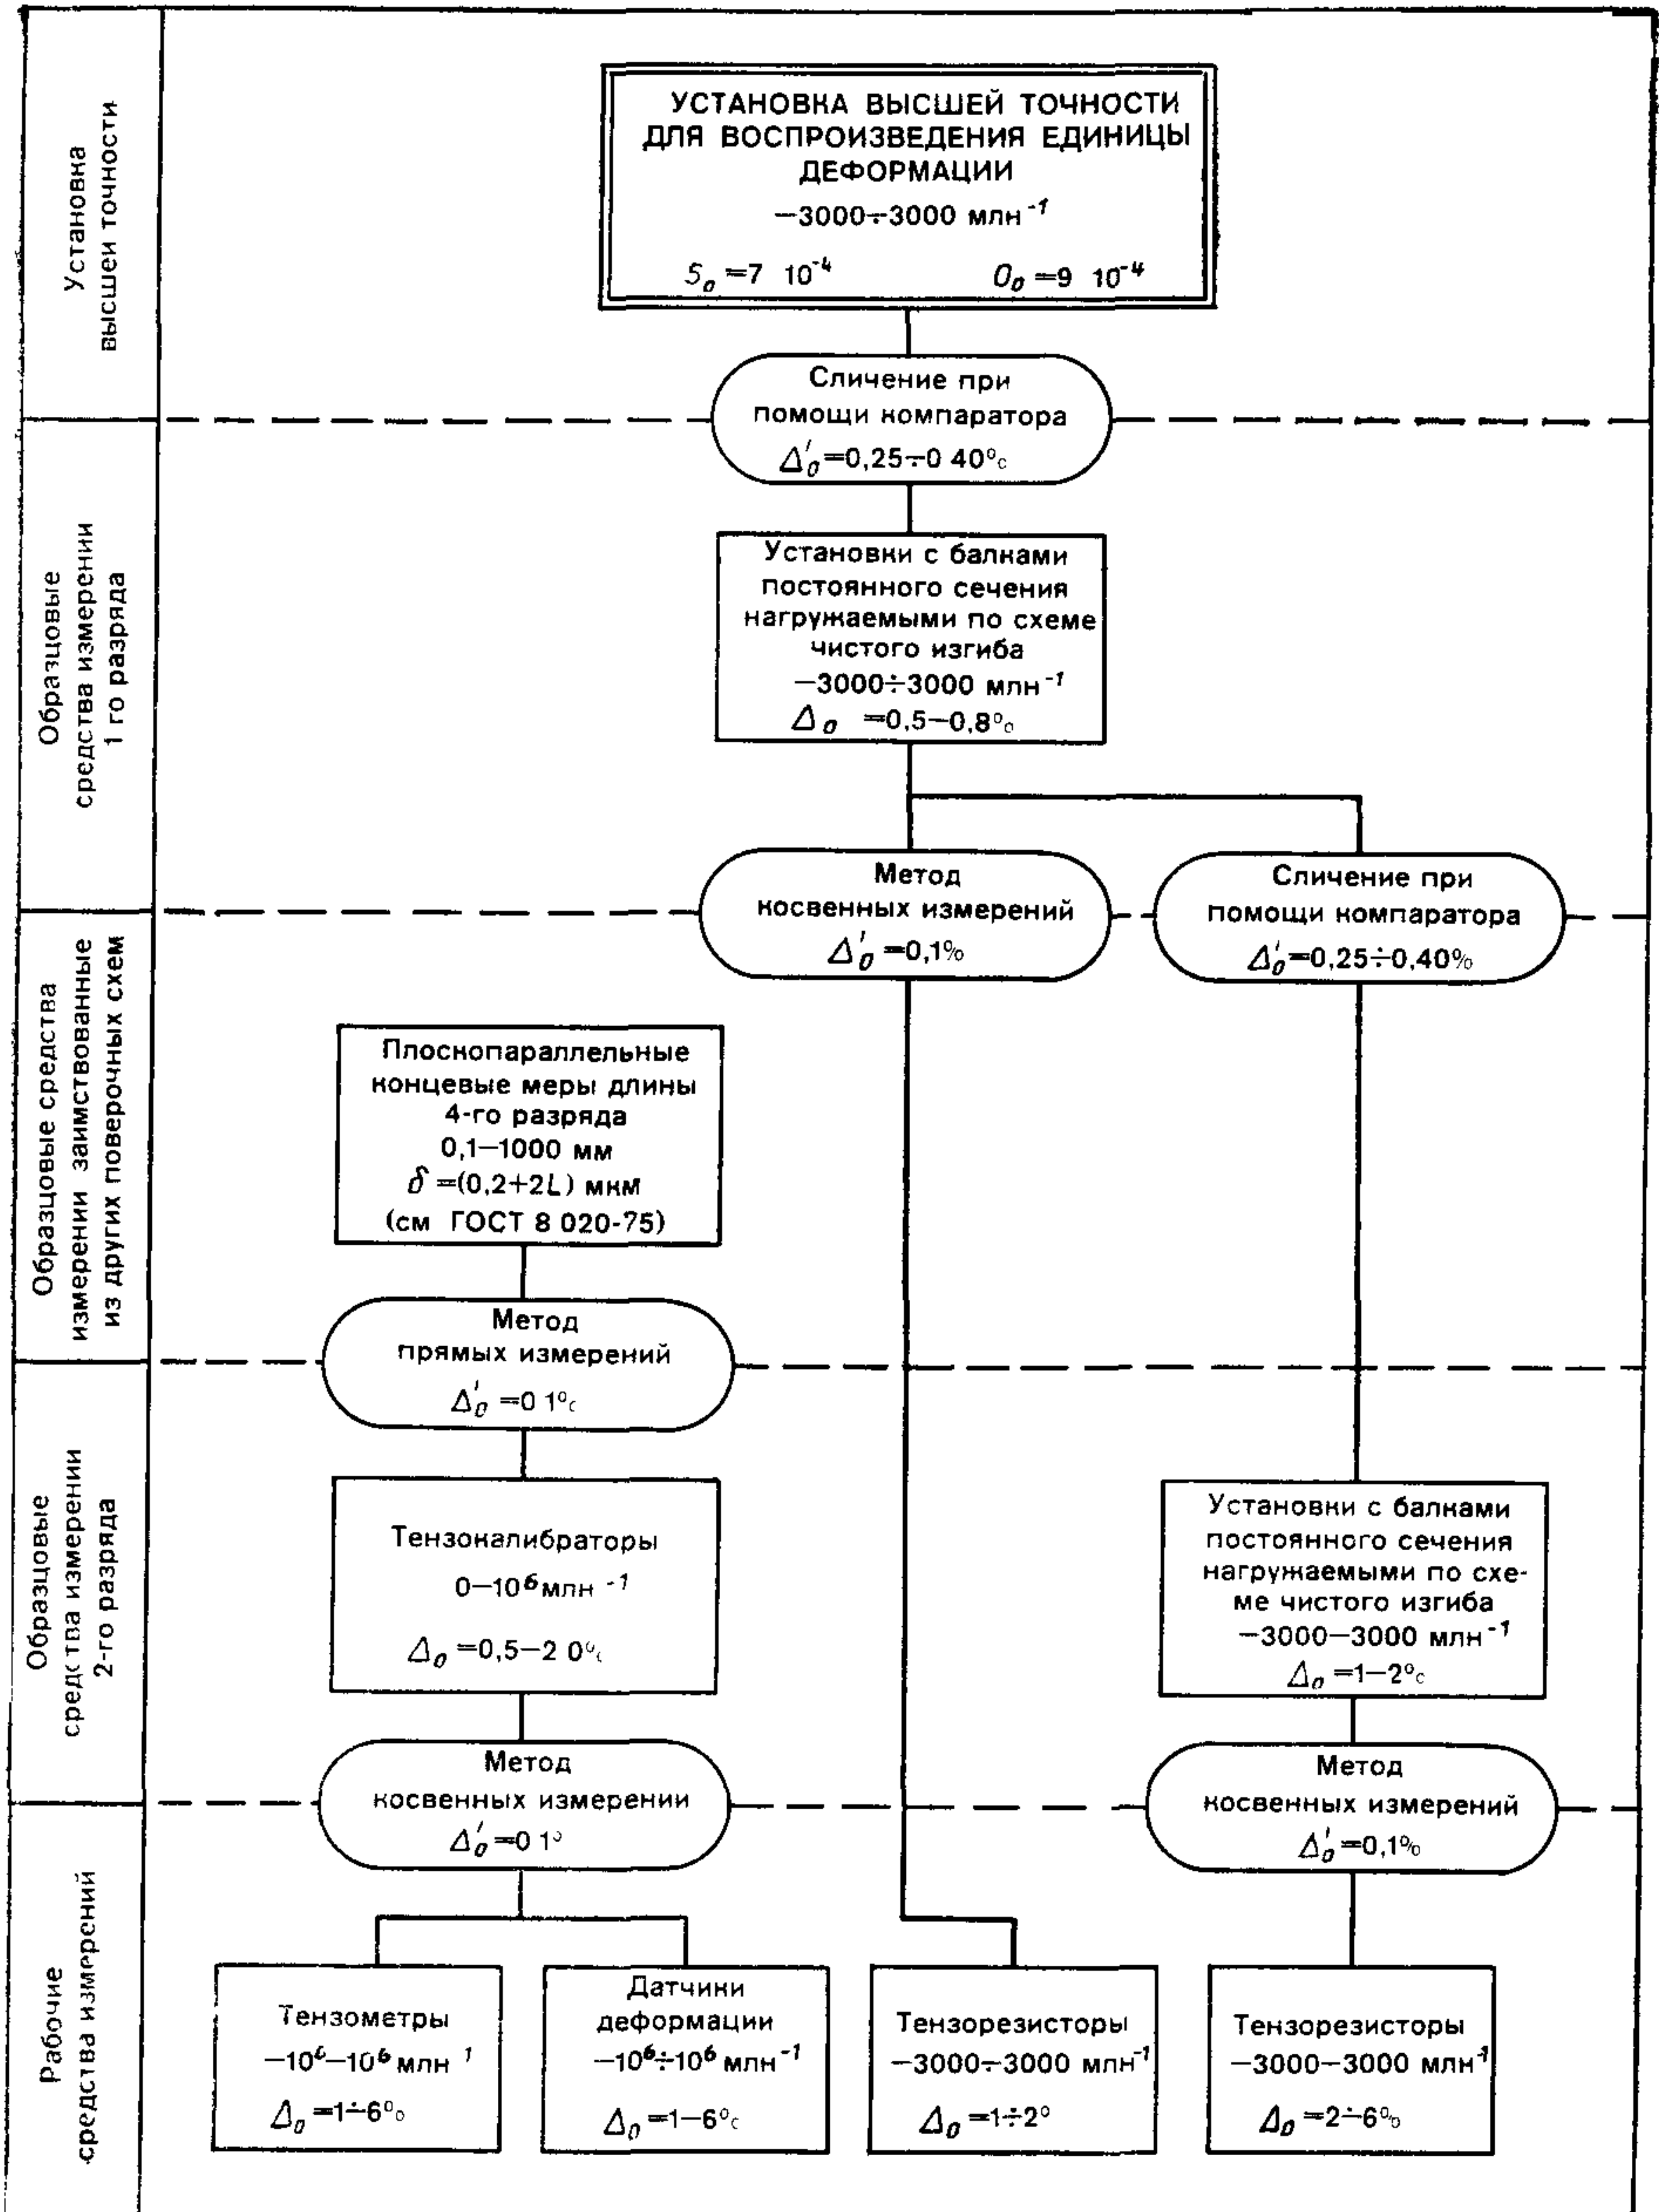 Установка
высшей точности
УСТАНОВКА ВЫСШЕЙ ТОЧНОСТИ
ДЛЯ ВОСПРОИЗВЕДЕНИЯ ЕДИНИЦЫ
ДЕФОРМАЦИИ
−3000÷3000 млн⁻¹
S₀ =7 10⁻⁴ Θ₀ =9 10⁻⁴
Сличение при
помощи компаратора
Δ′₀=0,25÷0 40%
Образцовые
средства измерении
1 го разряда
Установки с балками
постоянного сечения
нагружаемыми по схеме
чистого изгиба
−3000÷3000 млн⁻¹
Δ₀ =0,5−0,8%
Метод
косвенных измерений
Δ′₀=0,1%
Сличение при
помощи компаратора
Δ′₀=0,25÷0,40%
Образцовые средства
измерении заимствованные
из других поверочных схем
Плоскопараллельные
концевые меры длины
4-го разряда
0,1−1000 мм
δ=(0,2+2L) мкм
(см ГОСТ 8 020-75)
Метод
прямых измерений
Δ′₀=0 1%
Образцовые
средства измерении
2-го разряда
Тензокалибраторы
0−10⁶ млн⁻¹
Δ₀=0,5−2 0%
Установки с балками
постоянного сечения
нагружаемыми по схе-
ме чистого изгиба
−3000−3000 млн⁻¹
Δ₀=1−2%
Метод
косвенных измерении
Δ′₀=0 1%
Метод
косвенных измерений
Δ′₀=0,1%
Рабочие
средства измерений
Тензометры
−10⁶−10⁶ млн ¹
Δ₀=1÷6%
Датчики
деформации
−10⁶÷10⁶ млн⁻¹
Δ₀=1−6%
Тензорезисторы
−3000÷3000 млн⁻¹
Δ₀=1÷2%
Тензорезисторы
−3000−3000 млн⁻¹
Δ₀=2÷6%